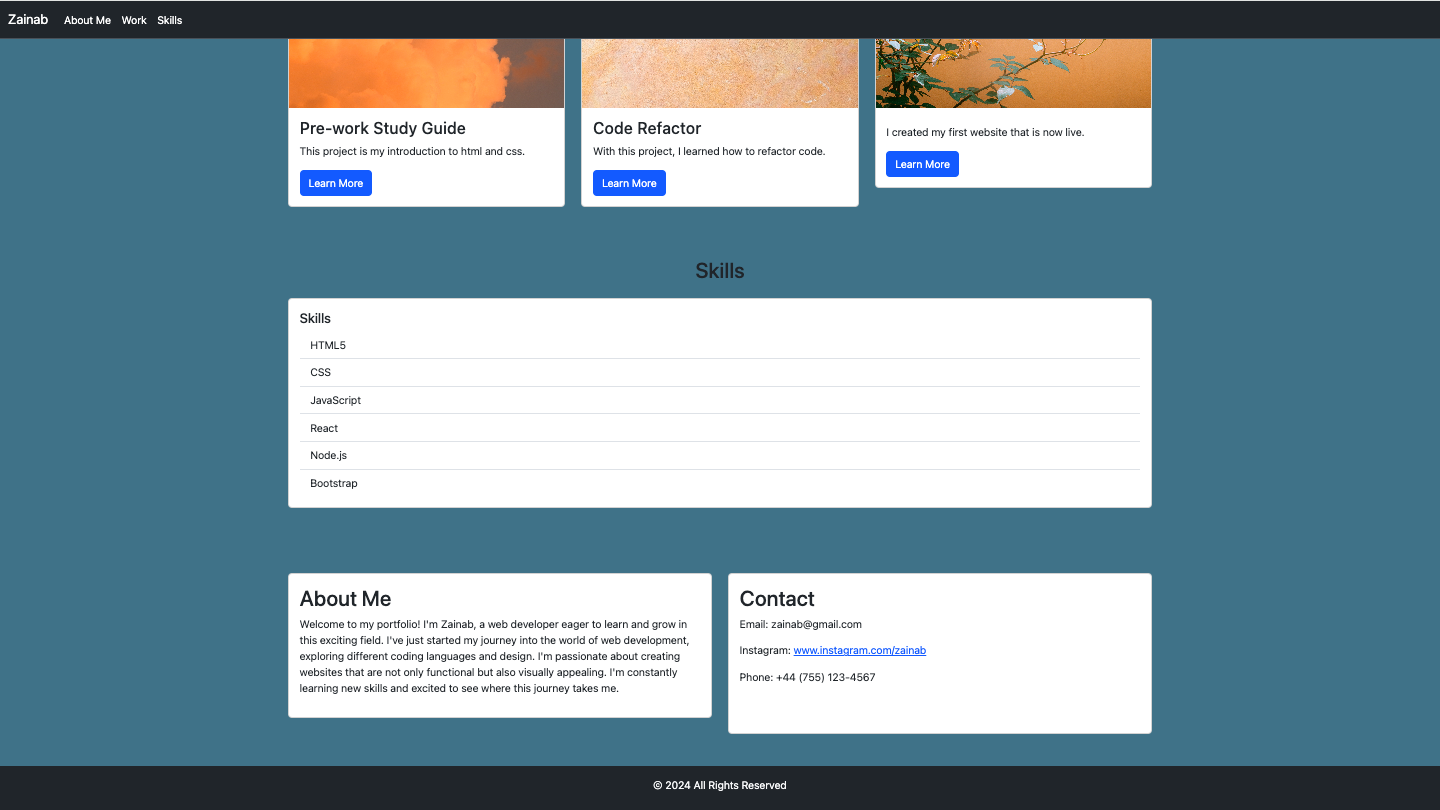 Zainab About Me Work Skills
Pre-work Study Guide
This project is my introduction to html and css.
Learn More
Code Refactor
With this project, I learned how to refactor code.
Learn More
I created my first website that is now live.
Learn More
Skills
Skills
HTML5
CSS
JavaScript
React
Node.js
Bootstrap
About Me
Welcome to my portfolio! I'm Zainab, a web developer eager to learn and grow in
this exciting field. I've just started my journey into the world of web development,
exploring different coding languages and design. I'm passionate about creating
websites that are not only functional but also visually appealing. I'm constantly
learning new skills and excited to see where this journey takes me.
Contact
Email: zainab@gmail.com
Instagram: www.instagram.com/zainab
Phone: +44 (755) 123-4567
© 2024 All Rights Reserved